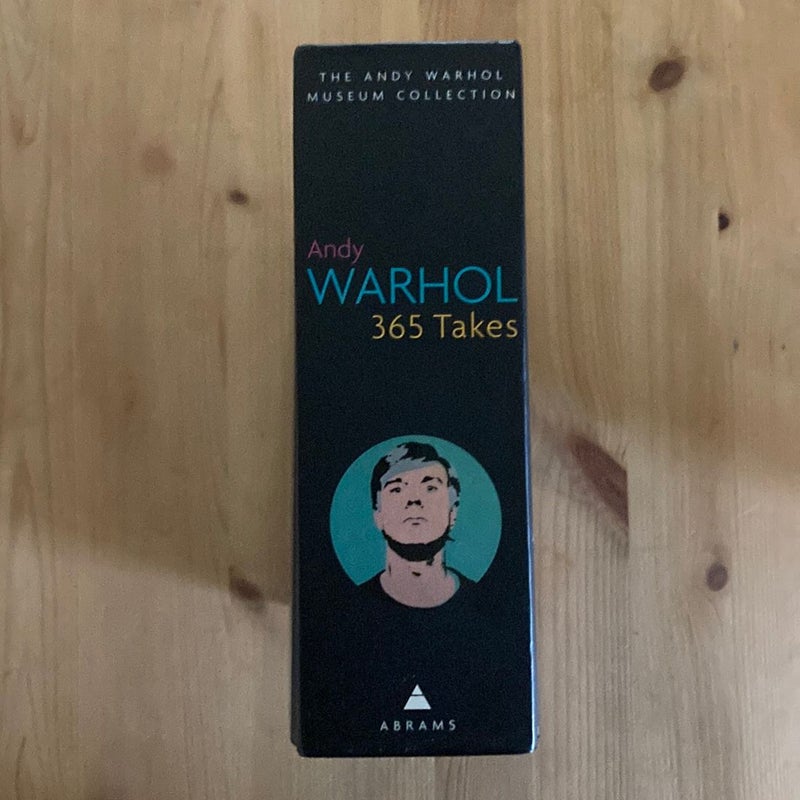 THE ANDY WARHOL
MUSEUM COLLECTION
Andy
WARHOL
365 Takes
ABRAMS